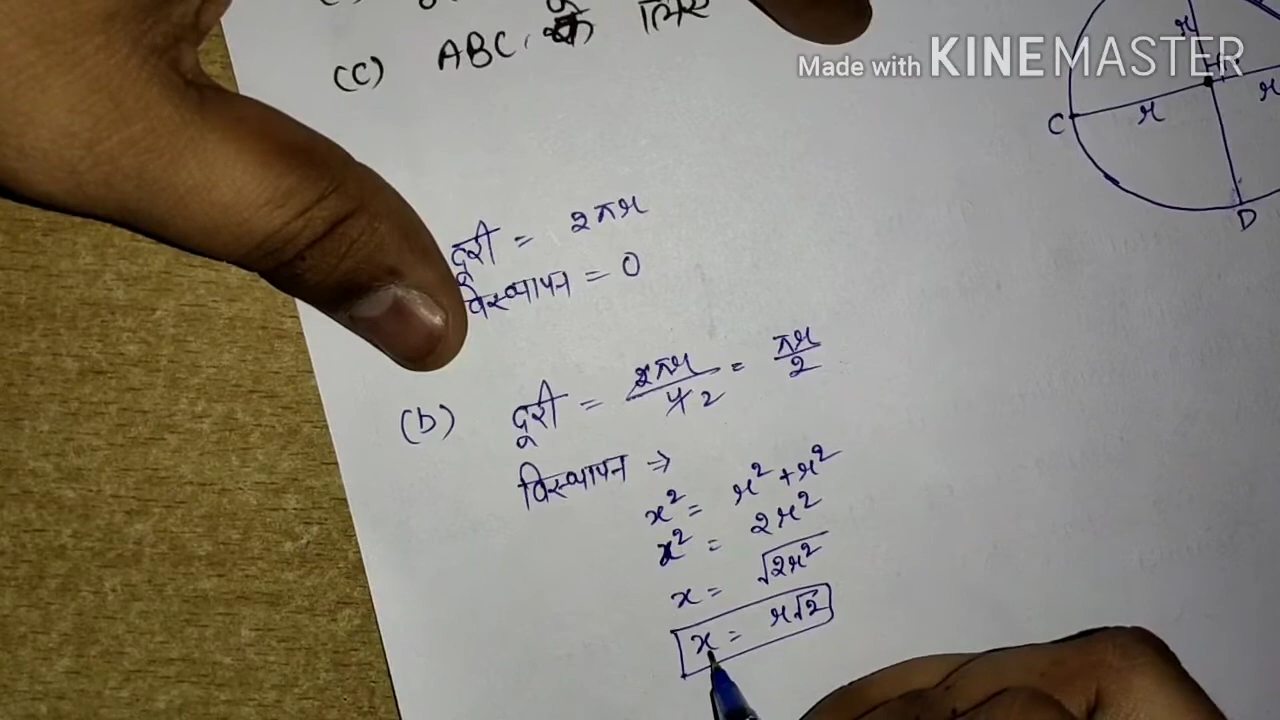 (C) ABC, के लिए
Made with KINEMASTER
r
r
r
C
D
दूरी = 2πr
विस्थापन = 0
(b) दूरी = 2πr/4 2 = πr/2
विस्थापन →
x² = r² + r²
x² = 2r²
x = √2r²
x = r√2